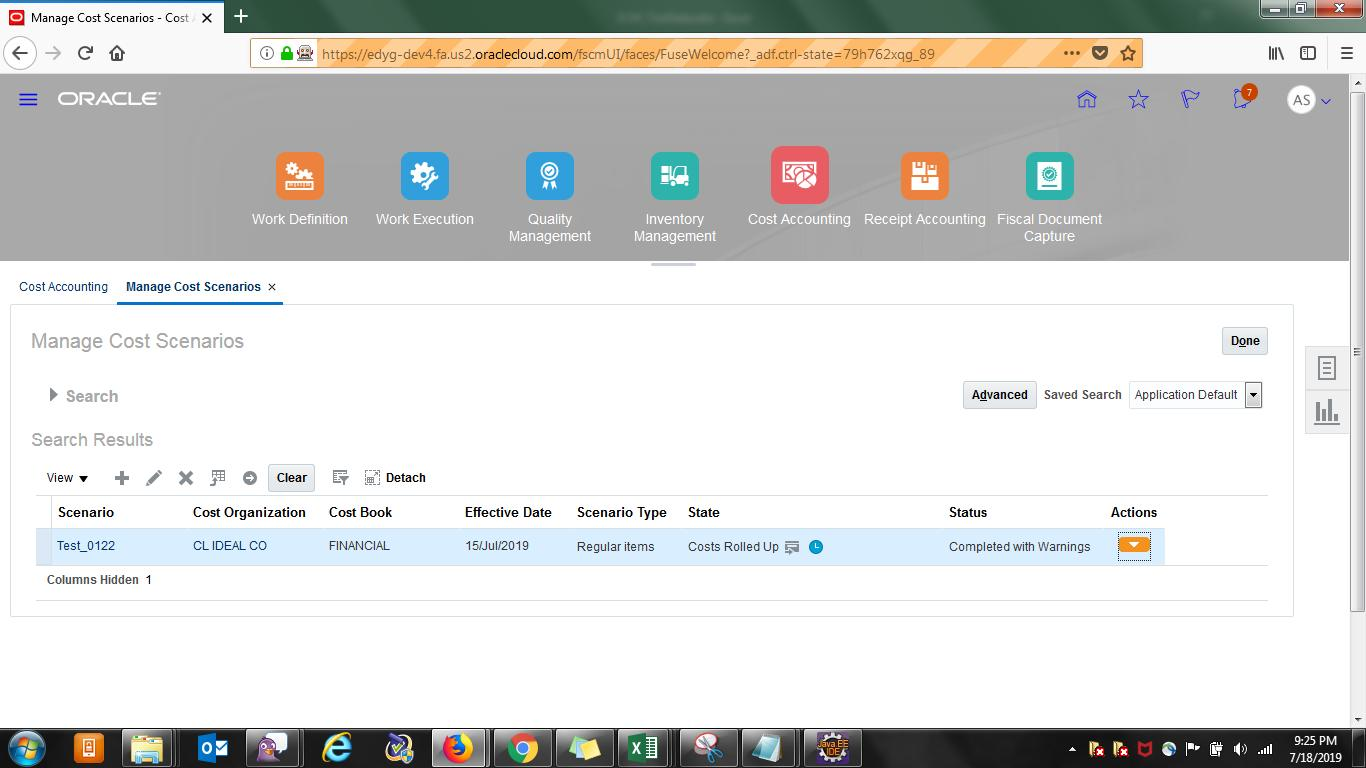 Manage Cost Scenarios - Cost A
https://edyg-dev4.fa.us2.oraclecloud.com/fscmUI/faces/FuseWelcome?_adf.ctrl-state=79h762xqg_89
ORACLE
7
AS
Work Definition
Work Execution
Quality Management
Inventory Management
Cost Accounting
Receipt Accounting
Fiscal Document Capture
Cost Accounting
Manage Cost Scenarios
Manage Cost Scenarios
Done
Search
Advanced
Saved Search
Application Default
Search Results
View
Clear
Detach
Scenario Cost Organization Cost Book Effective Date Scenario Type State Status Actions
Test_0122 CL IDEAL CO FINANCIAL 15/Jul/2019 Regular items Costs Rolled Up Completed with Warnings
Columns Hidden 1
Java EE
IDE
9:25 PM
7/18/2019